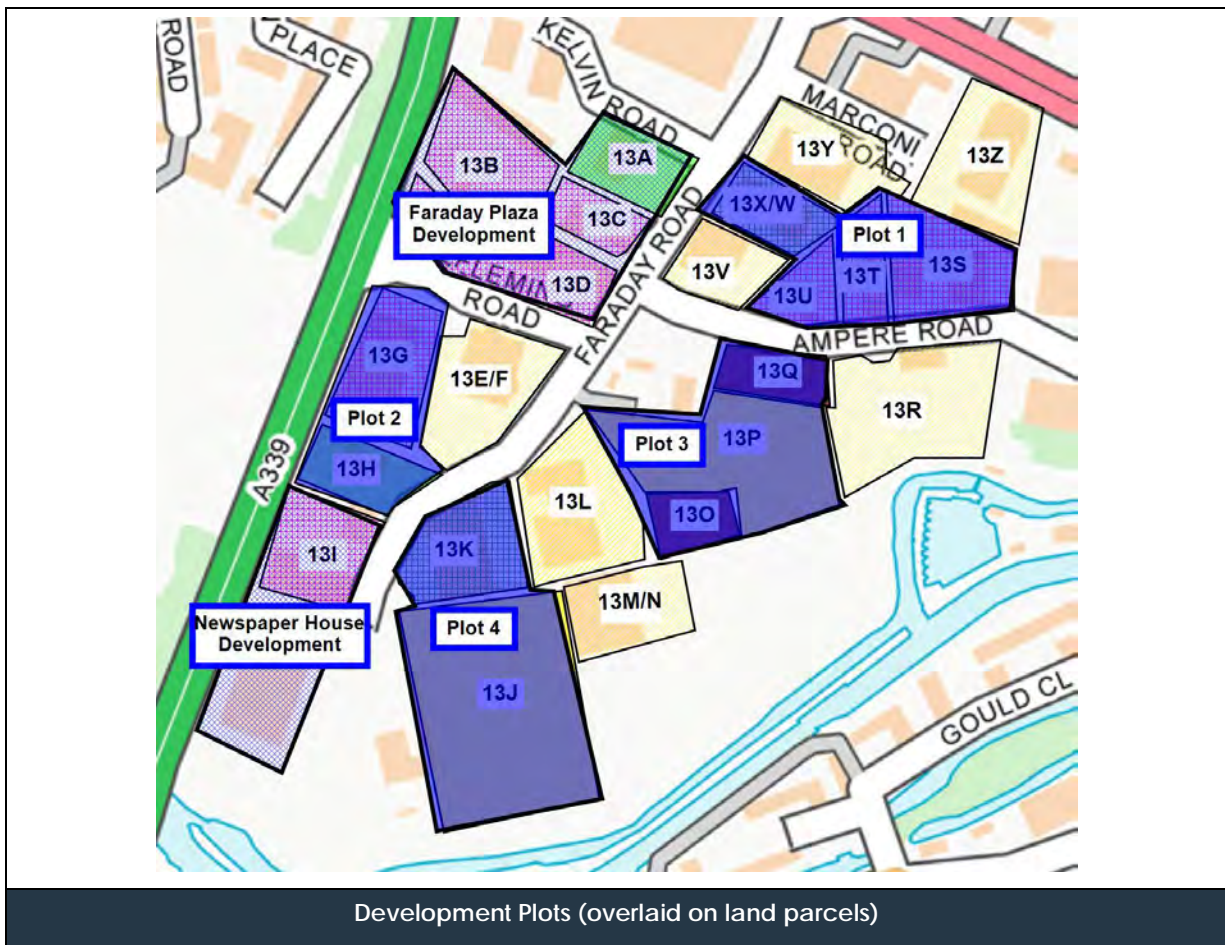 ROAD
PLACE
KELVIN ROAD
MARCONI
ROAD
13A
13B
13Y
13Z
13C
13X/W
Faraday Plaza
Development
Plot 1
13D
13V
13S
13T
13U
FLEMING
ROAD
FARADAY ROAD
AMPERE ROAD
13G
13E/F
13Q
13R
Plot 2
Plot 3
13P
A339
13H
13L
13O
13I
13K
13M/N
Newspaper House
Development
Plot 4
13J
GOULD CL
Development Plots (overlaid on land parcels)